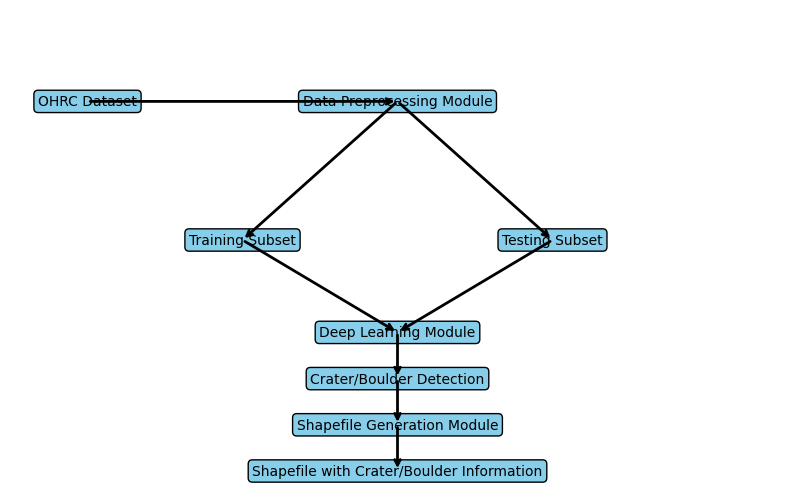 OHRC Dataset
Data Preprocessing Module
Training Subset
Testing Subset
Deep Learning Module
Crater/Boulder Detection
Shapefile Generation Module
Shapefile with Crater/Boulder Information